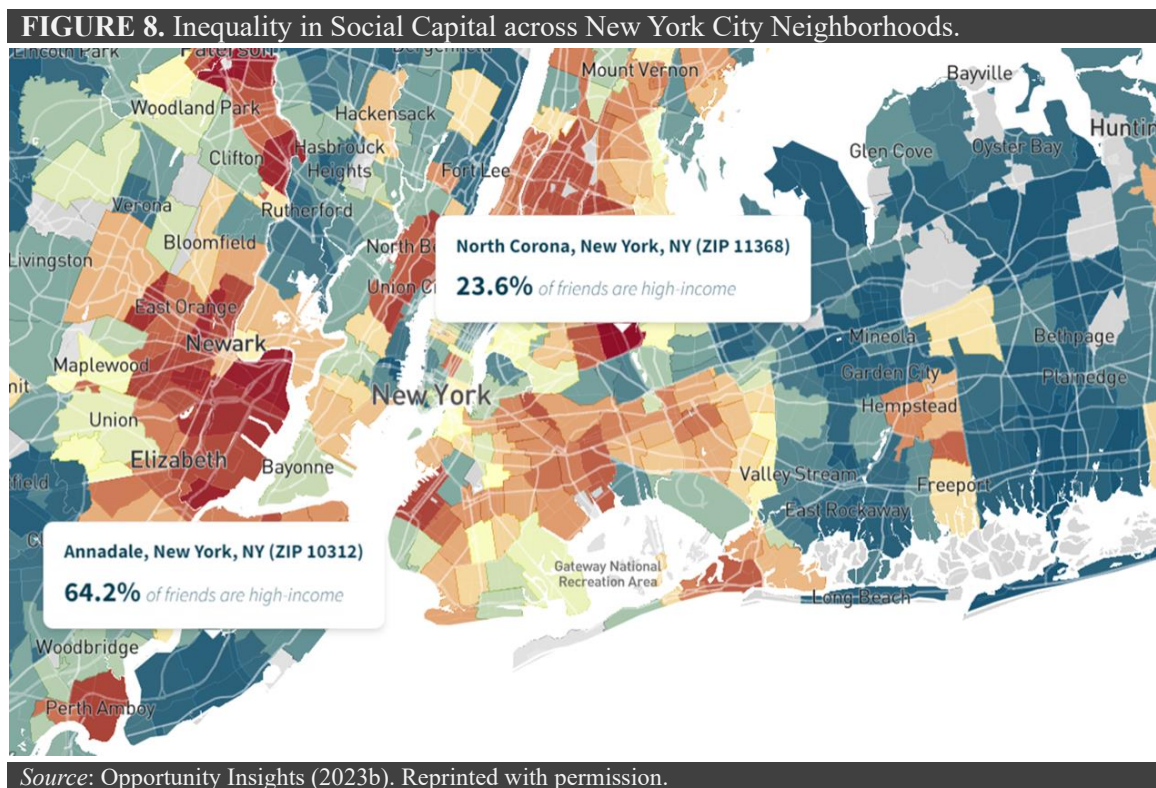 FIGURE 8. Inequality in Social Capital across New York City Neighborhoods.
Lincoln Park
Paterson
Bergenfield
Mount Vernon
Bayville
Woodland Park
Hackensack
Clifton
Hasbrouck
Heights
Fort Lee
Glen Cove
Oyster Bay
Verona
Rutherford
Bloomfield
Livingston
North
Union
North Corona, New York, NY (ZIP 11368)
23.6% of friends are high-income
East Orange
Newark
Mineola
Bethpage
Maplewood
Garden City
Plainedge
New York
Hempstead
Union
Elizabeth
Bayonne
Valley Stream
Freeport
East Rockaway
Annadale, New York, NY (ZIP 10312)
64.2% of friends are high-income
Gateway National
Recreation Area
Long Beach
Woodbridge
Perth Amboy
Source: Opportunity Insights (2023b). Reprinted with permission.